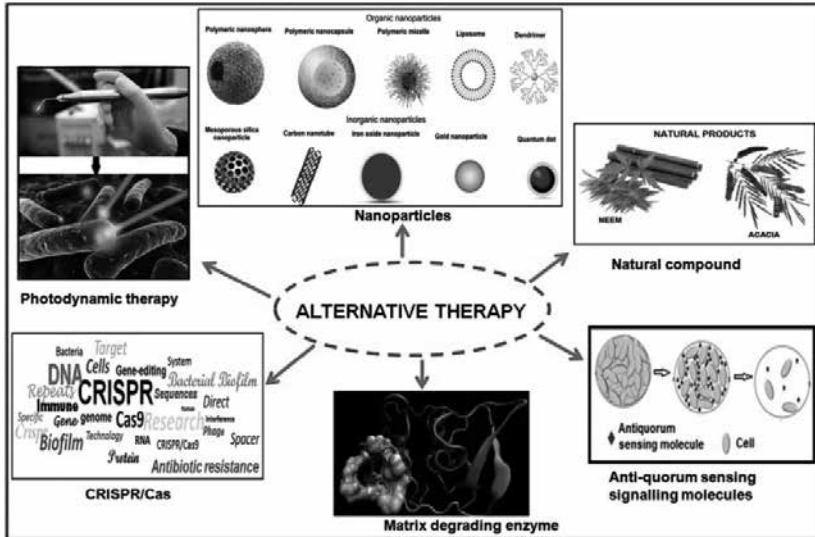 Organic nanoparticles
Polymeric nanosphere Polymeric nanocapsule Polymeric micelle Liposome Dendrimer
Inorganic nanoparticles
Mesoporous silica
nanoparticle
Carbon nanotube
Iron oxide nanoparticle
Gold nanoparticle
Quantum dot
Nanoparticles
NATURAL PRODUCTS
NEEM
ACACIA
Natural compound
Photodynamic therapy
ALTERNATIVE THERAPY
Bacteria Target System
DNA Cells Gene-editing
Bacterial Biofilm
Repeats CRISPR Sequences
Immune Direct
Specific Gene genome Cas9 Research Interference
Crispr Phage
Biofilm Technology RNA CRISPR/Cas9 Spacer
Protein Antibiotic resistance
CRISPR/Cas
Matrix degrading enzyme
Antiquorum
sensing molecule
Cell
Anti-quorum sensing
signalling molecules